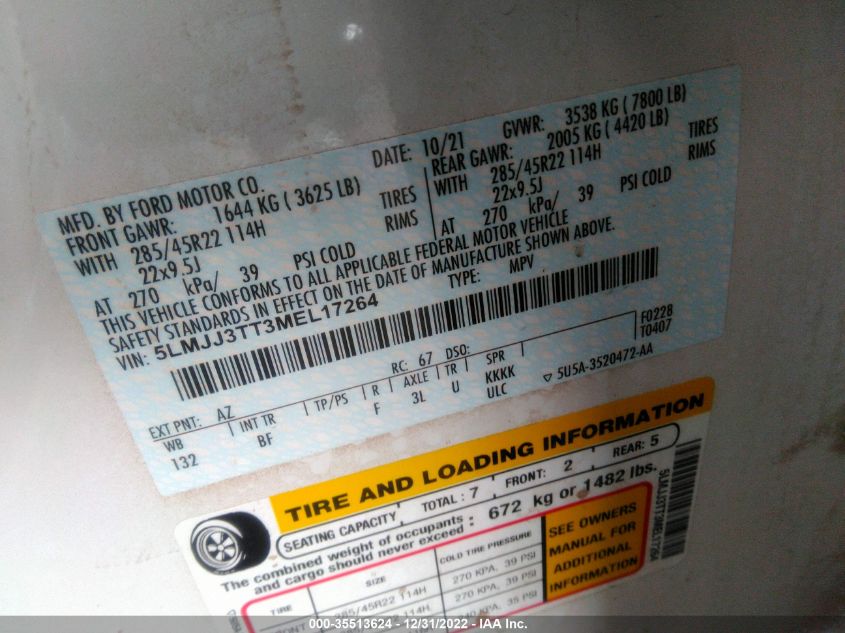 MFD. BY FORD MOTOR CO.
DATE: 10/21 GVWR: 3538 KG ( 7800 LB)
FRONT GAWR: 1644 KG ( 3625 LB) REAR GAWR: 2005 KG ( 4420 LB)
WITH 285/45R22 114H TIRES WITH 285/45R22 114H TIRES
22x9.5J RIMS 22x9.5J RIMS
AT 270 kPa/ 39 PSI COLD AT 270 kPa/ 39 PSI COLD
THIS VEHICLE CONFORMS TO ALL APPLICABLE FEDERAL MOTOR VEHICLE
SAFETY STANDARDS IN EFFECT ON THE DATE OF MANUFACTURE SHOWN ABOVE.
VIN: 5LMJJ3TT3MEL17264 TYPE: MPV
F0228
T0407
EXT PNT: AZ RC: 67 DSO:
WB INT TR TP/PS R AXLE TR SPR
132 BF F 3L U KKKK
ULC ▽ 5U5A-3520472-AA
TIRE AND LOADING INFORMATION
SEATING CAPACITY TOTAL : 7 FRONT: 2 REAR: 5
The combined weight of occupants
and cargo should never exceed : 672 kg or 1482 lbs.
TIRE SIZE COLD TIRE PRESSURE
285/45R22 114H 270 KPA, 39 PSI
270 KPA, 39 PSI
35 PSI
SEE OWNERS
MANUAL FOR
ADDITIONAL
INFORMATION
5LMJJ3TT3MEL17264
000-35513624 - 12/31/2022 - IAA Inc.